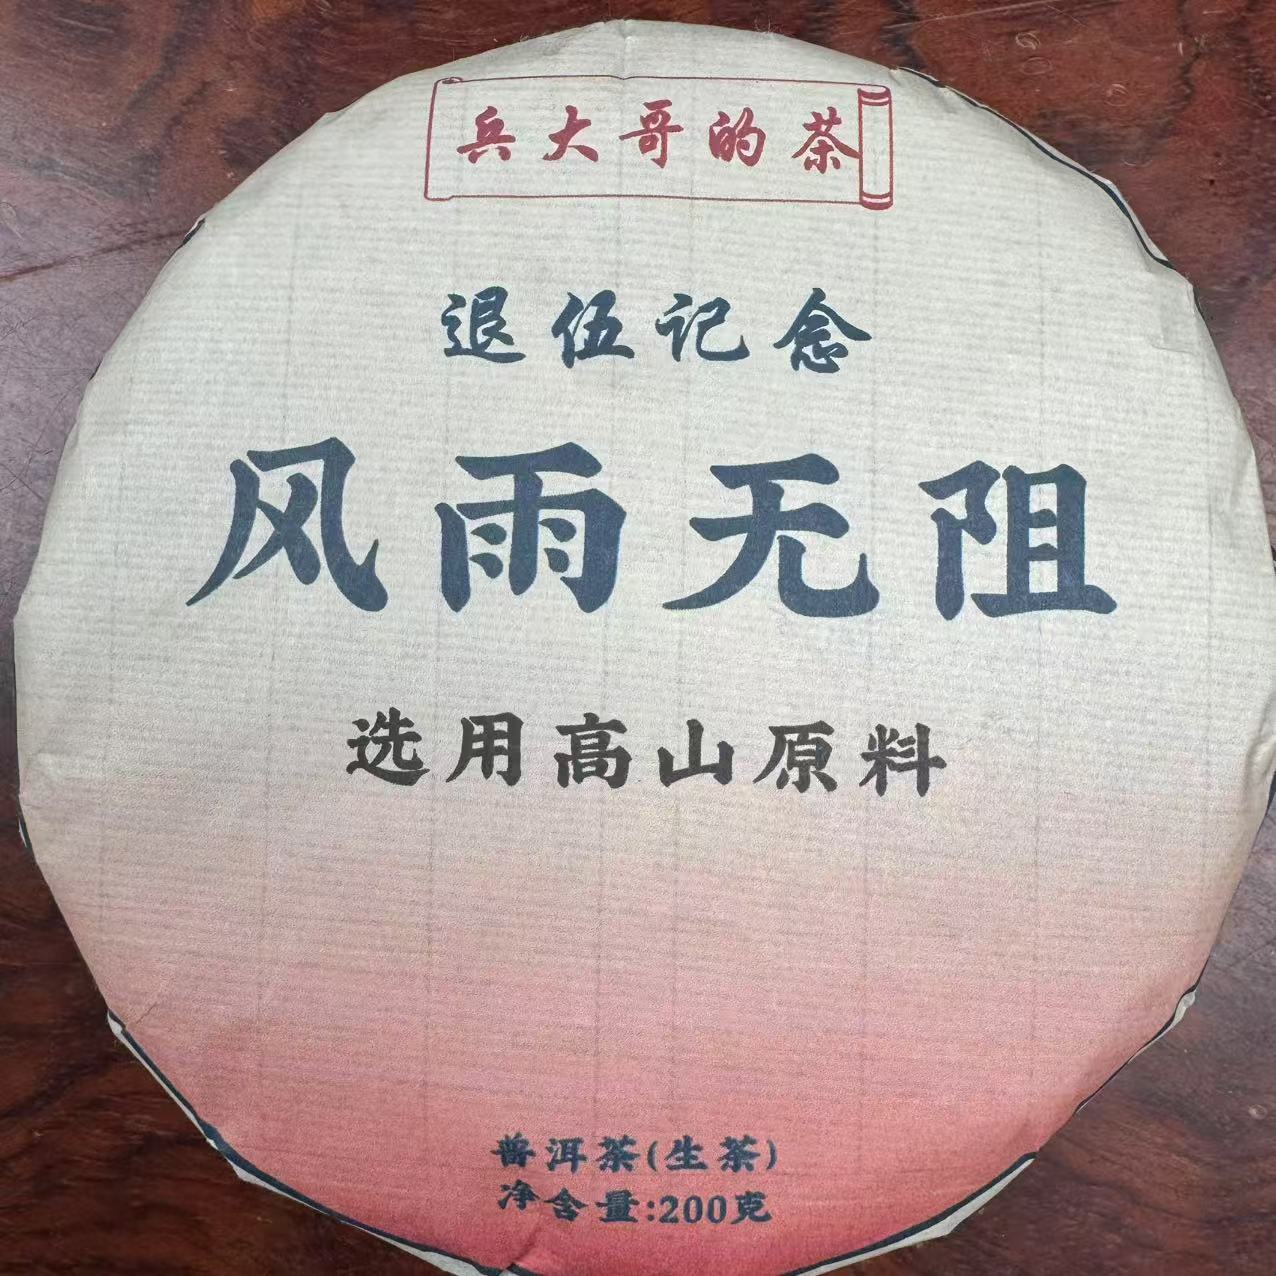 兵大哥的茶
退伍记念
风雨无阻
选用高山原料
普洱茶(生茶)
净含量:200克